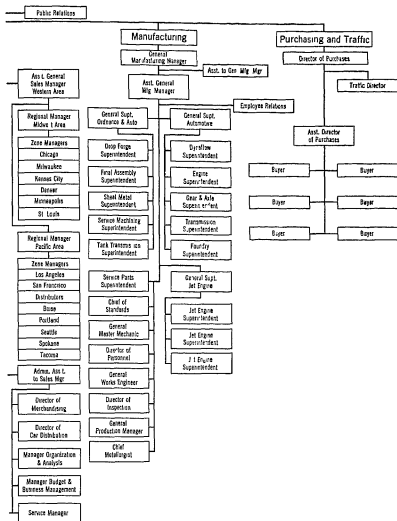 Public Relations
Manufacturing
General
Manufacturing Manager
Asst. to Gen Mfg Mgr
Asst. General
Mfg Manager
Employee Relations
Purchasing and Traffic
Director of Purchases
Traffic Director
Asst. Director
of Purchases
Buyer
Buyer
Buyer
Buyer
Buyer
Buyer
Asst. General
Sales Manager
Western Area
Regional Manager
Midwest Area
Zone Managers
Chicago
Milwaukee
Kansas City
Denver
Minneapolis
St Louis
Regional Manager
Pacific Area
Zone Managers
Los Angeles
San Francisco
Distributors
Boise
Portland
Seattle
Spokane
Tacoma
Admin. Asst
to Sales Mgr
Director of
Merchandising
Director of
Car Distribution
Manager Organization
& Analysis
Manager Budget &
Business Management
Service Manager
General Supt.
Ordnance & Auto
Drop Forge
Superintendent
Final Assembly
Superintendent
Sheet Metal
Superintendent
Service Machining
Superintendent
Tank Transmission
Superintendent
Service Parts
Superintendent
Chief of
Standards
General
Master Mechanic
Director of
Personnel
General
Works Engineer
Director of
Inspection
General
Production Manager
Chief
Metallurgist
General Supt.
Automotive
Dynaflow
Superintendent
Engine
Superintendent
Gear & Axle
Superintendent
Transmission
Superintendent
Foundry
Superintendent
General Supt.
Jet Engine
Jet Engine
Superintendent
Jet Engine
Superintendent
Jet Engine
Superintendent